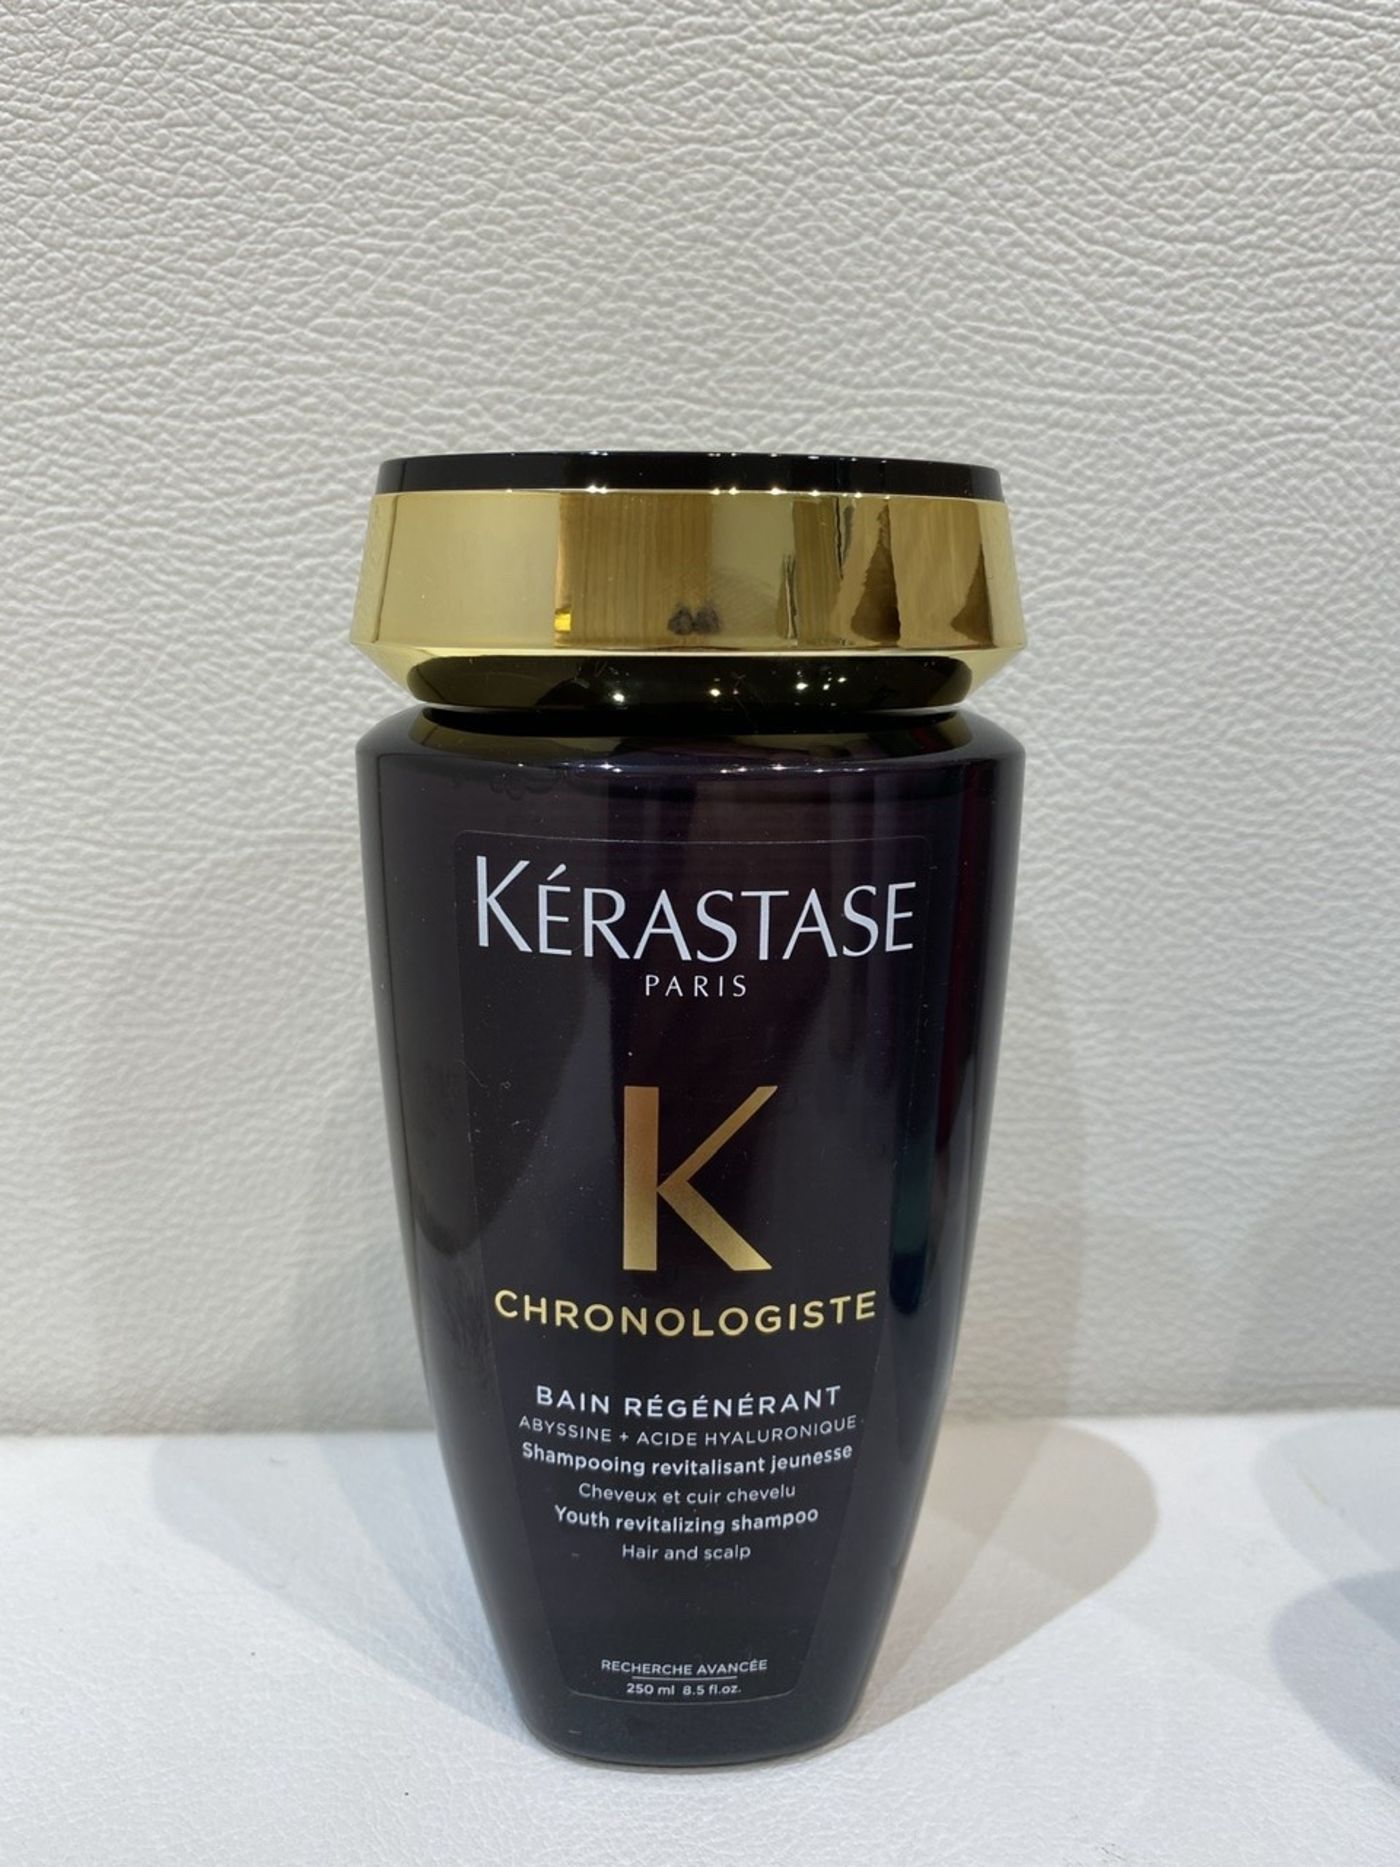 KÉRASTASE
PARIS
K
CHRONOLOGISTE
BAIN RÉGÉNÉRANT
ABYSSINE + ACIDE HYALURONIQUE
Shampooing revitalisant jeunesse
Cheveux et cuir chevelu
Youth revitalizing shampoo
Hair and scalp
RECHERCHE AVANCÉE
250 ml 8.5 fl.oz.